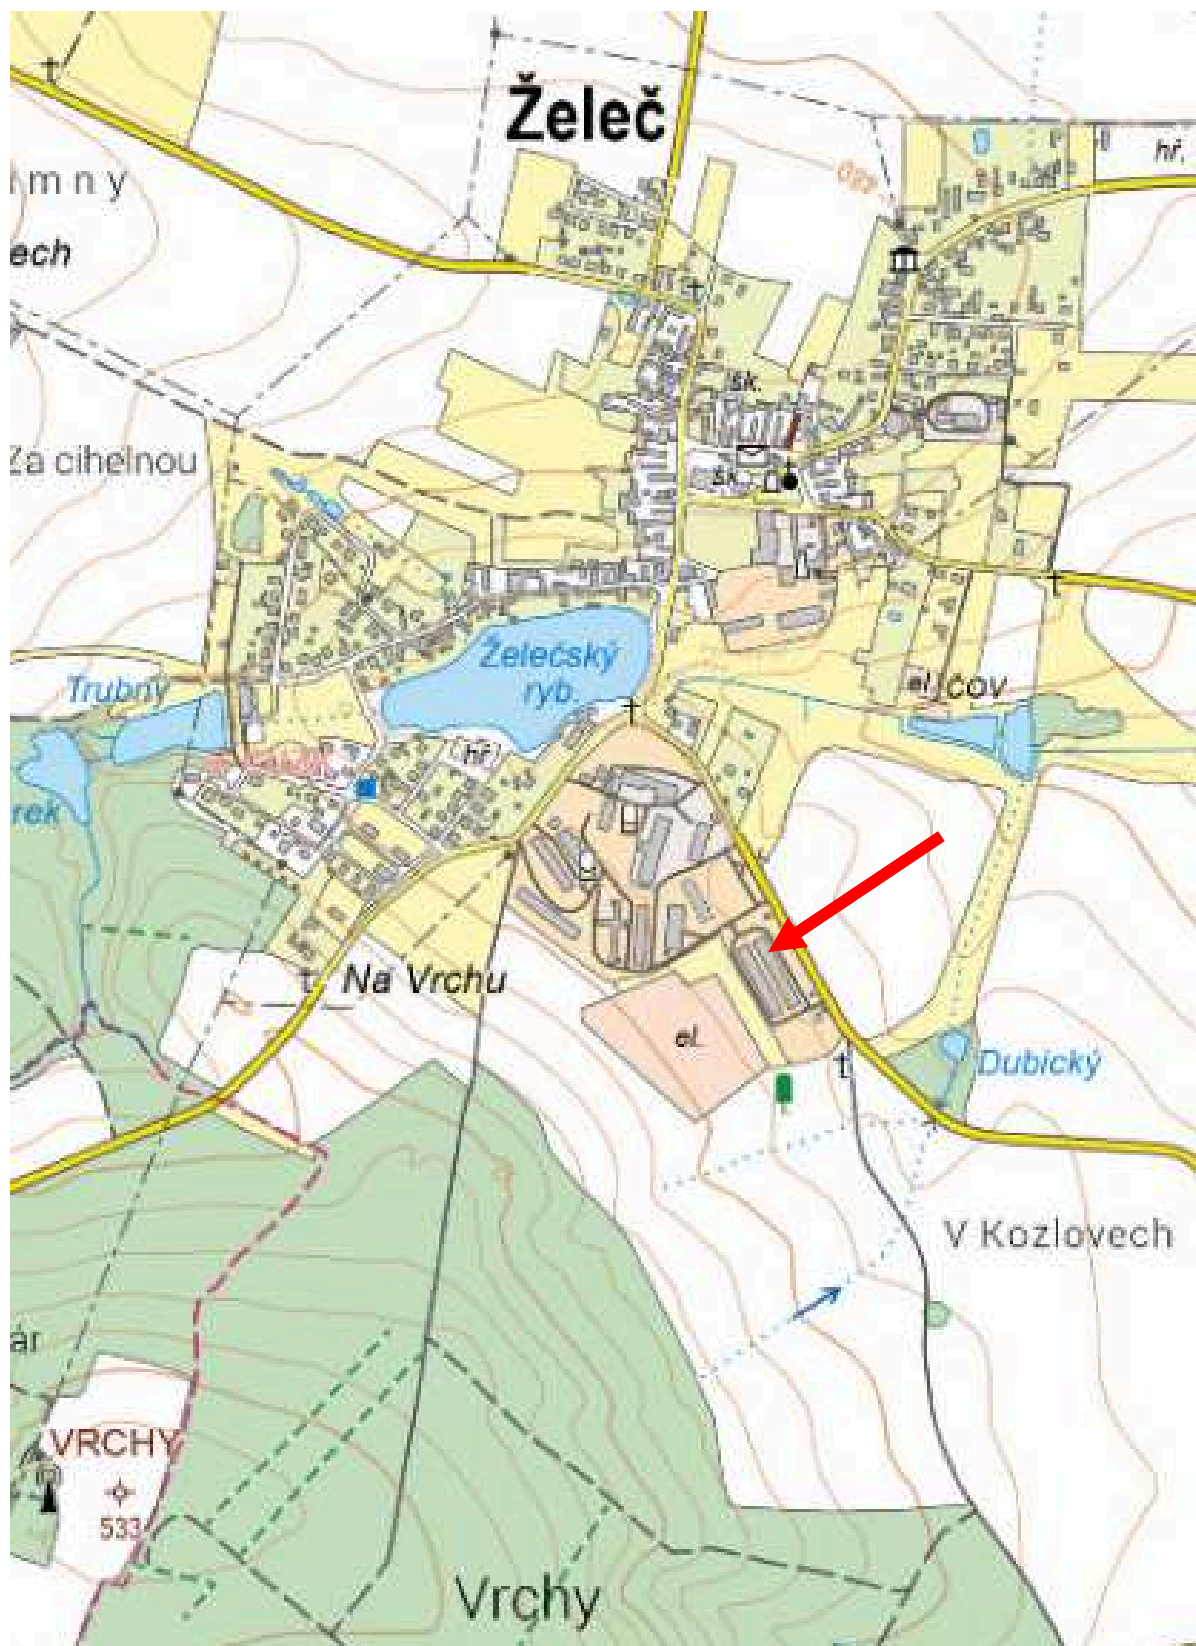 Želeč
hř.
mny
ech
šk.
Za cihelnou
šk.
Želečský
ryb.
Trubný
el.
ČOV
hř.
rek
Na Vrchu
el.
Dubický
V Kozlovech
ár
VRCHY
533
Vrchy